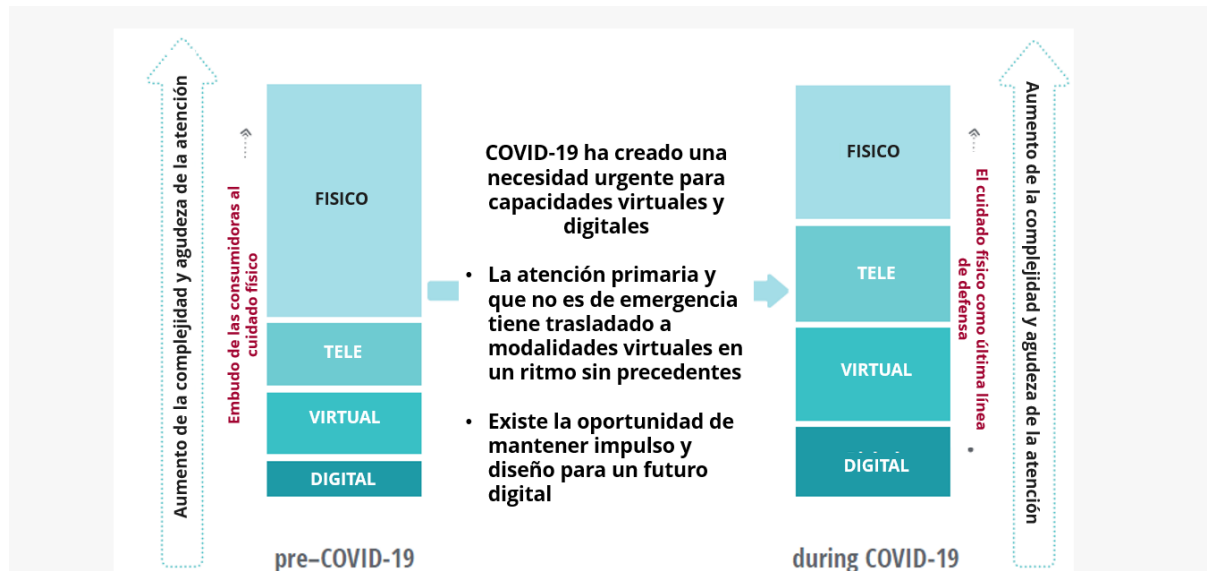 Aumento de la complejidad y agudeza de la atención
Embudo de las consumidoras al
cuidado físico
FISICO
TELE
VIRTUAL
DIGITAL
pre–COVID-19
COVID-19 ha creado una
necesidad urgente para
capacidades virtuales y
digitales
• La atención primaria y
que no es de emergencia
tiene trasladado a
modalidades virtuales en
un ritmo sin precedentes
• Existe la oportunidad de
mantener impulso y
diseño para un futuro
digital
FISICO
TELE
VIRTUAL
DIGITAL
during COVID-19
El cuidado físico como última línea
de defensa
Aumento de la complejidad y agudeza de la atención